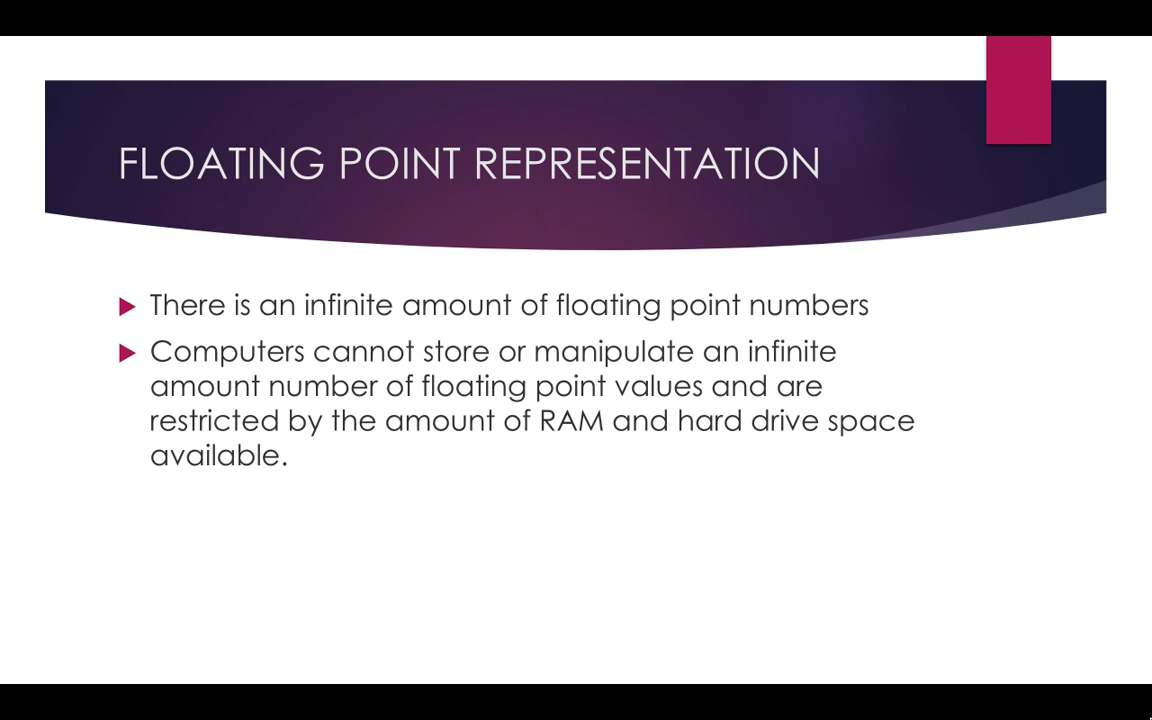 FLOATING POINT REPRESENTATION
There is an infinite amount of floating point numbers
Computers cannot store or manipulate an infinite
amount number of floating point values and are
restricted by the amount of RAM and hard drive space
available.